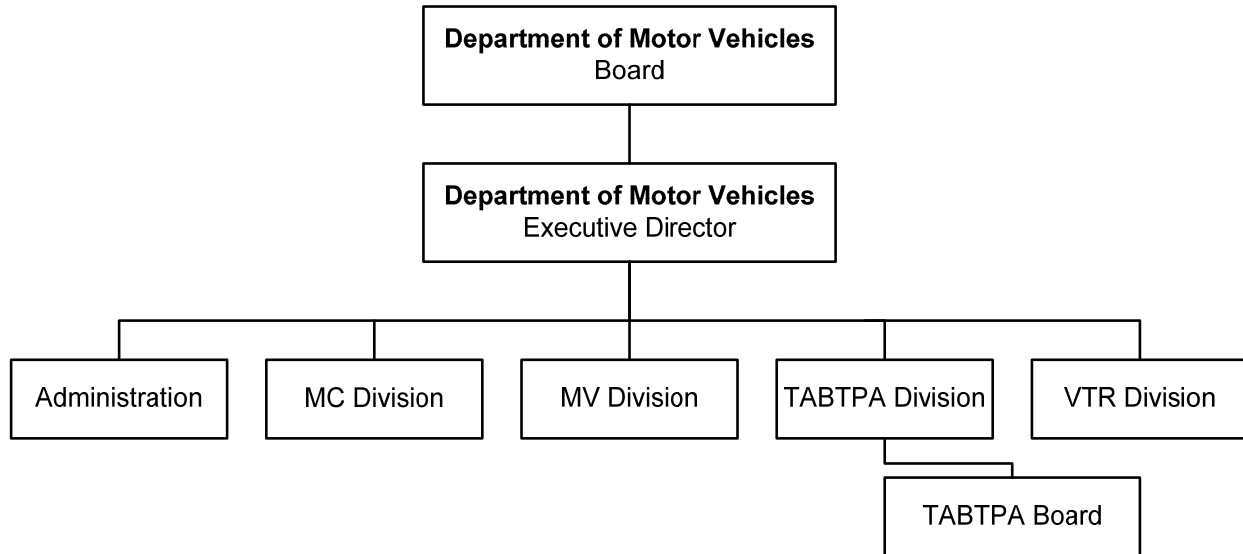 Department of Motor Vehicles
Board
Department of Motor Vehicles
Executive Director
Administration
MC Division
MV Division
TABTPA Division
VTR Division
TABTPA Board